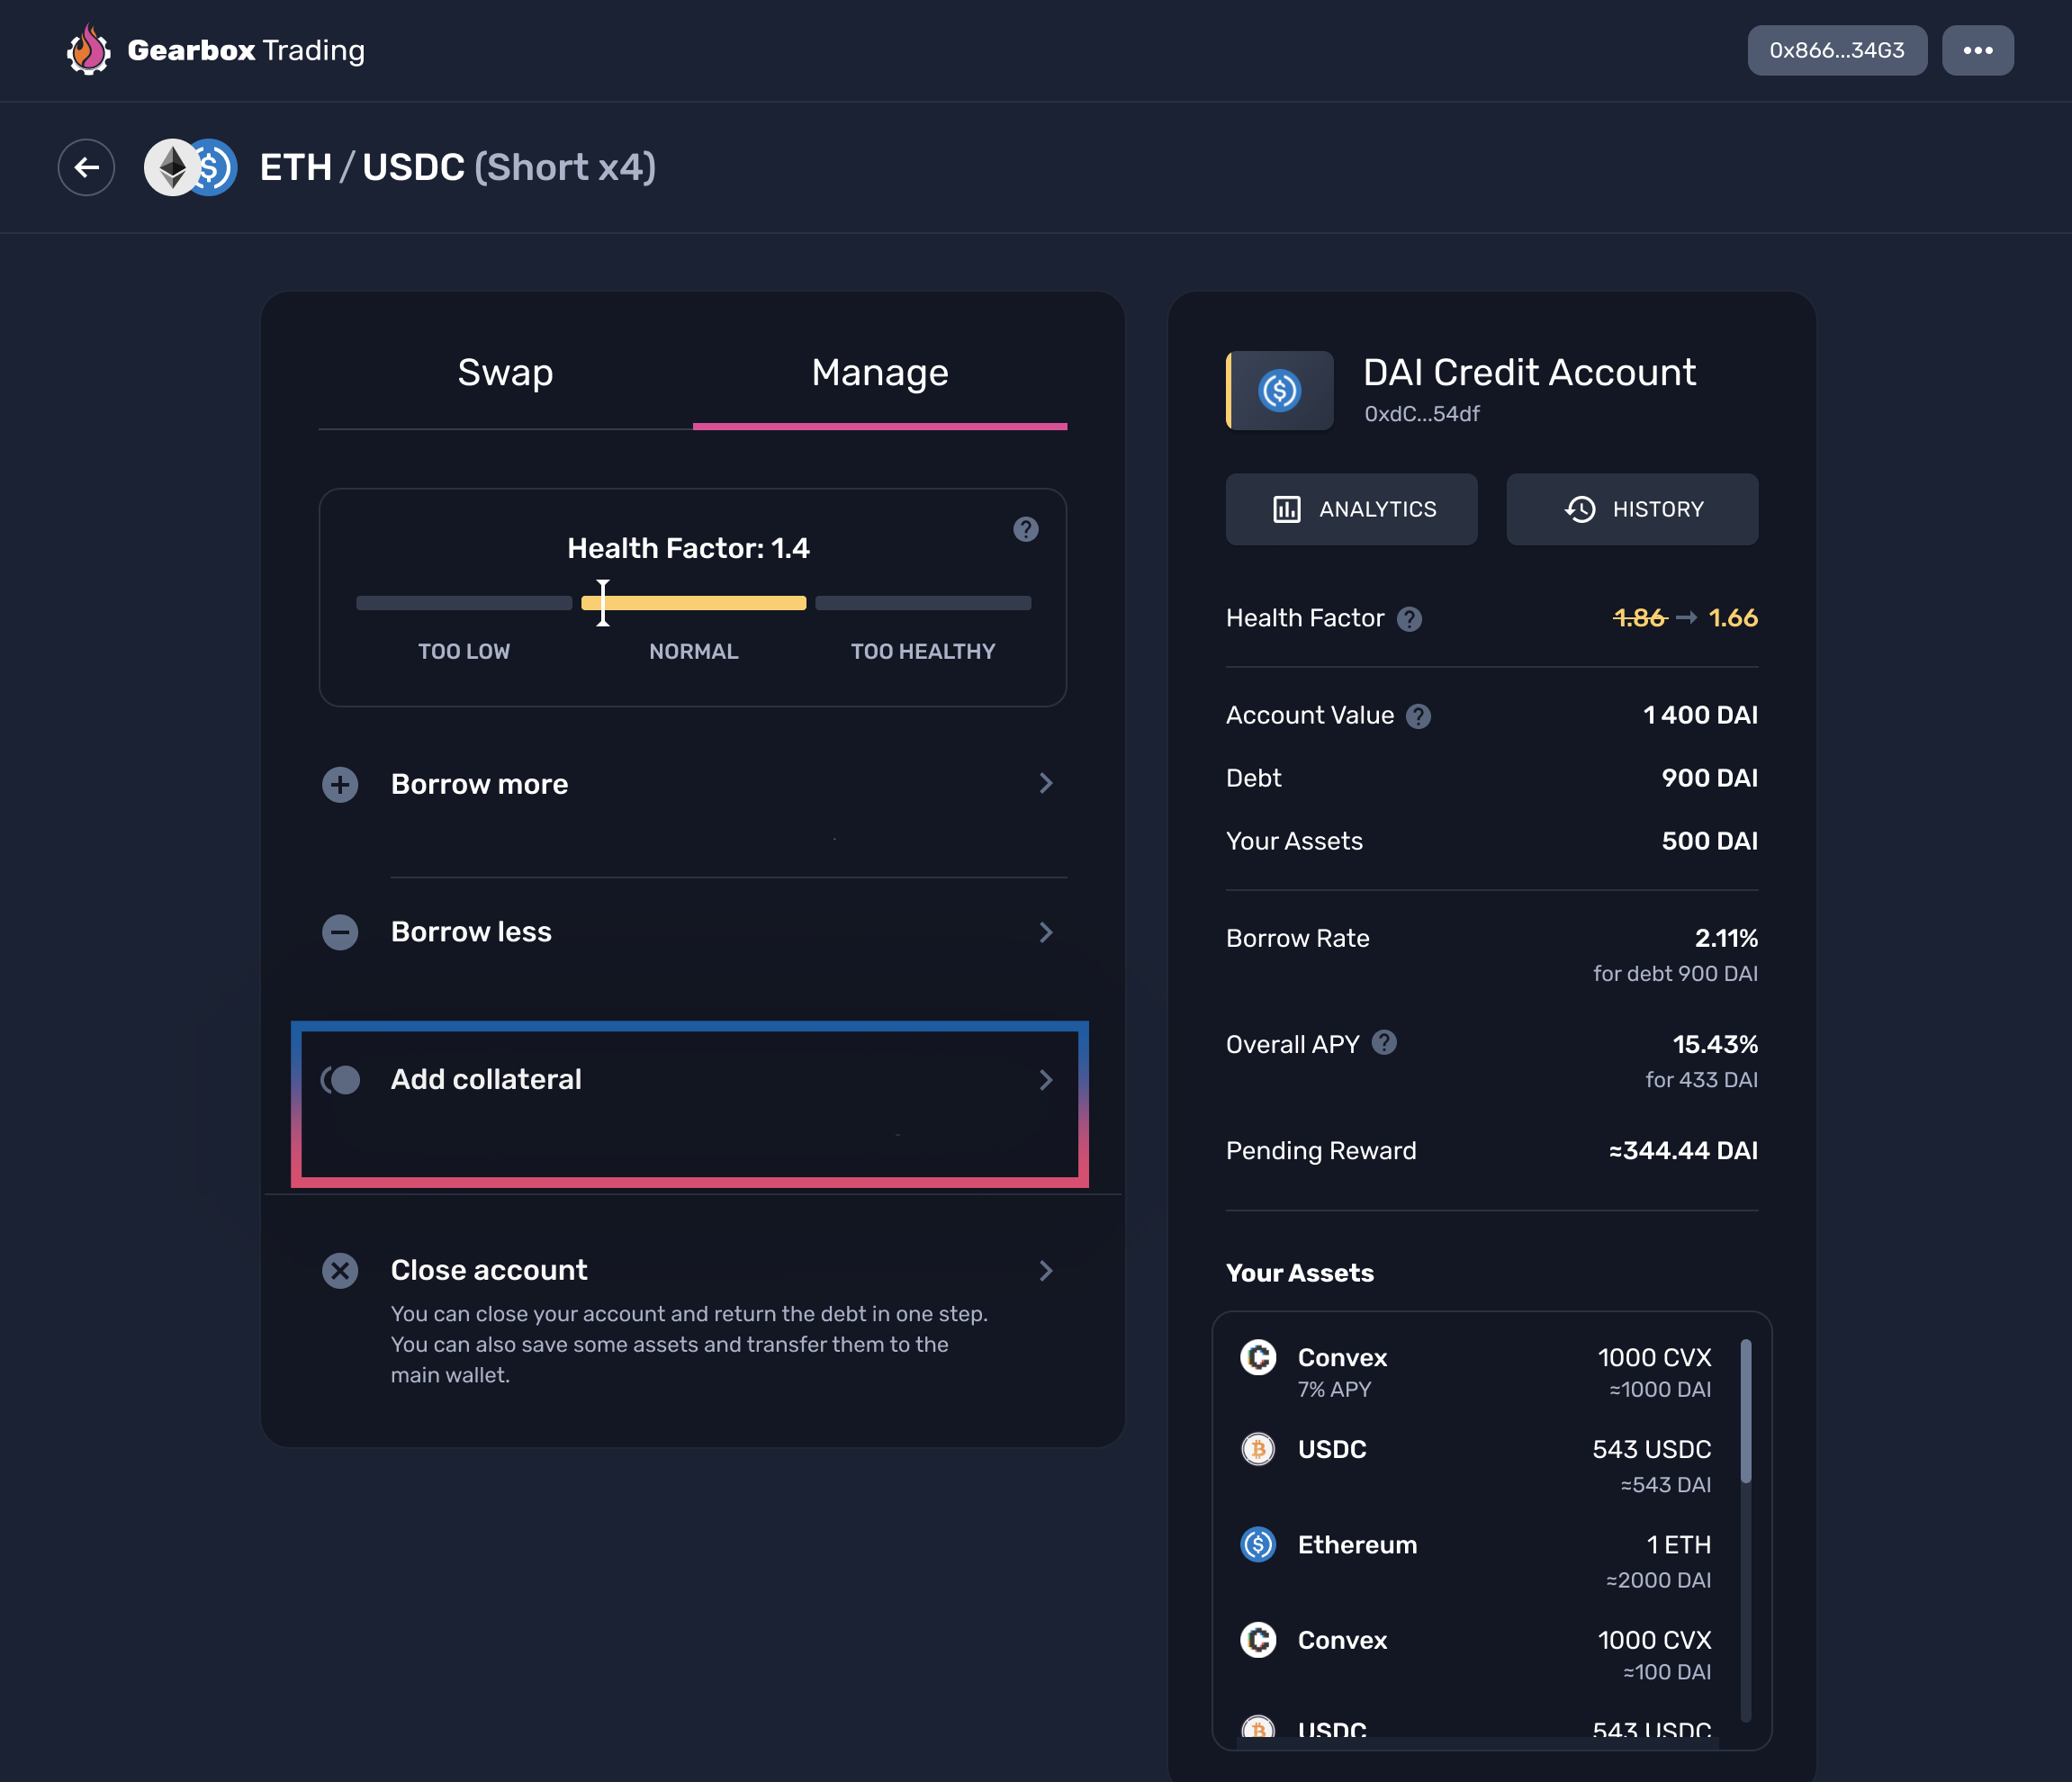 Gearbox Trading
0x866...34G3
ETH / USDC (Short x4)
Swap
Manage
Health Factor: 1.4
TOO LOW
NORMAL
TOO HEALTHY
Borrow more
Borrow less
Add collateral
Close account
You can close your account and return the debt in one step.
You can also save some assets and transfer them to the
main wallet.
DAI Credit Account
0xdC...54df
ANALYTICS
HISTORY
Health Factor
1.86 → 1.66
Account Value
1 400 DAI
Debt
900 DAI
Your Assets
500 DAI
Borrow Rate
2.11%
for debt 900 DAI
Overall APY
15.43%
for 433 DAI
Pending Reward
≈344.44 DAI
Your Assets
Convex
1000 CVX
7% APY
≈1000 DAI
USDC
543 USDC
≈543 DAI
Ethereum
1 ETH
≈2000 DAI
Convex
1000 CVX
≈100 DAI
USDC
543 USDC